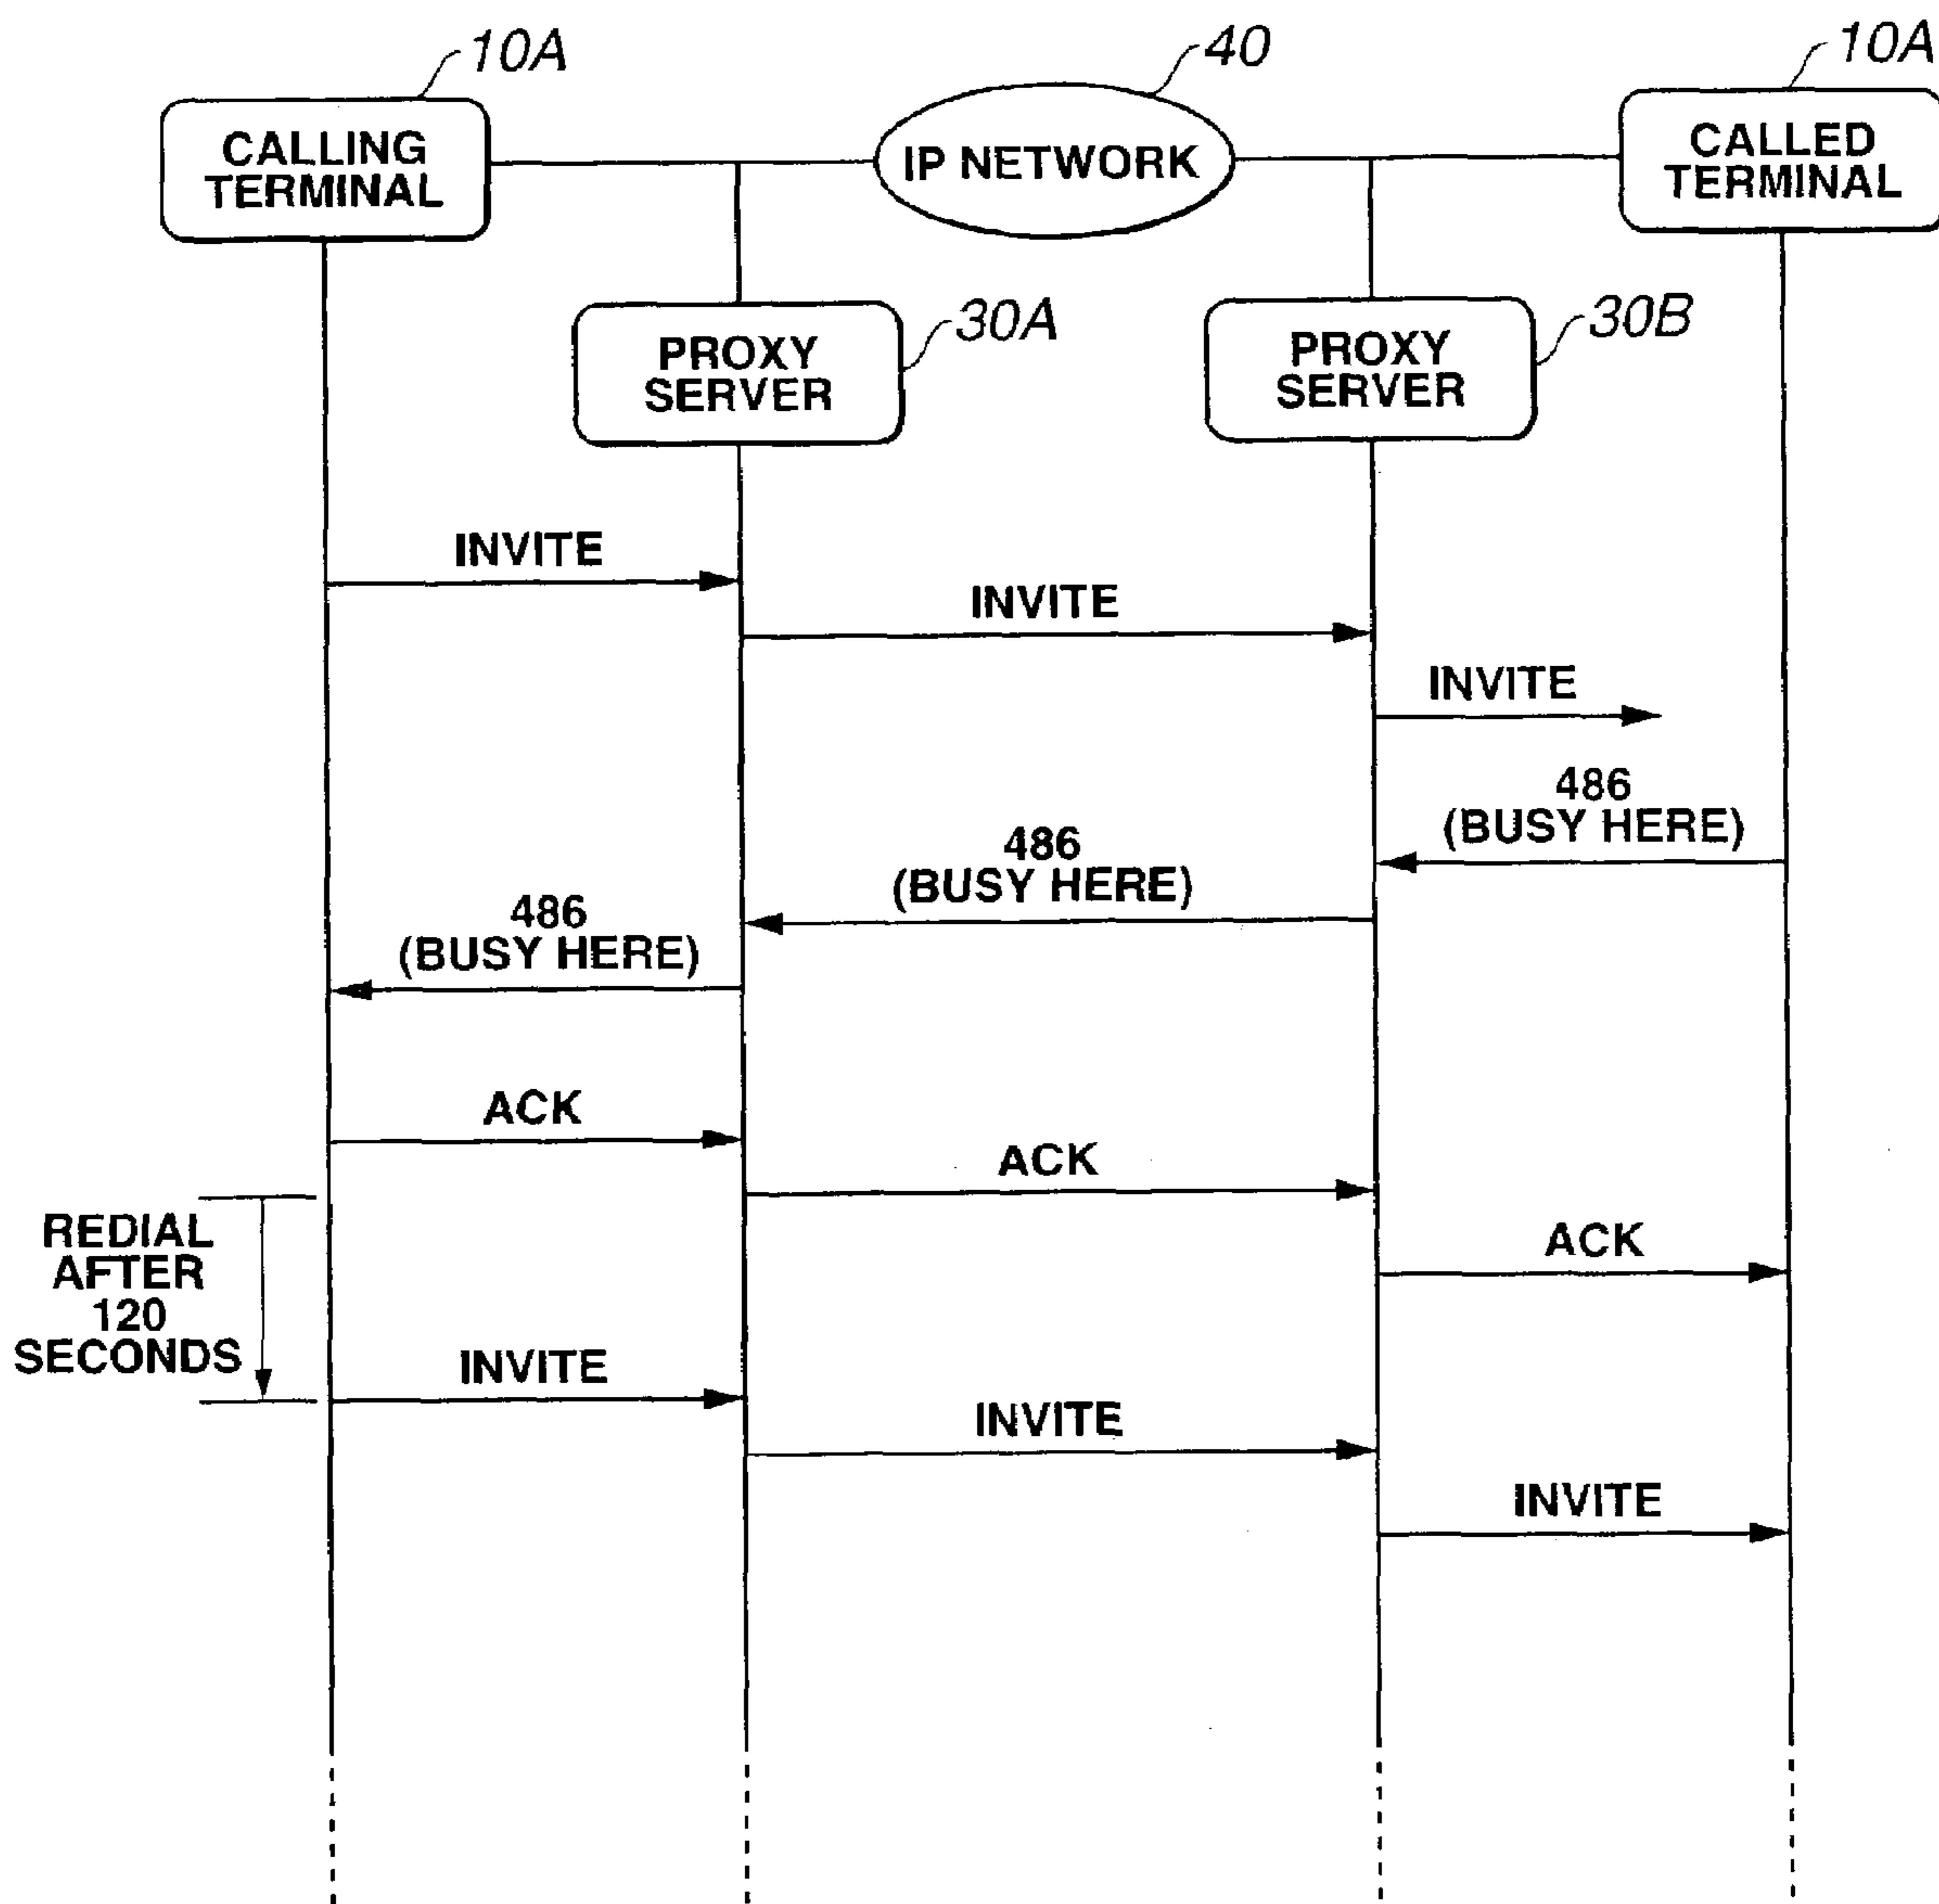 10A
40
10A
CALLING
TERMINAL
IP NETWORK
CALLED
TERMINAL
30A
30B
PROXY
SERVER
PROXY
SERVER
INVITE
INVITE
INVITE
486
(BUSY HERE)
486
(BUSY HERE)
486
(BUSY HERE)
ACK
ACK
ACK
REDIAL
AFTER
120
SECONDS
INVITE
INVITE
INVITE